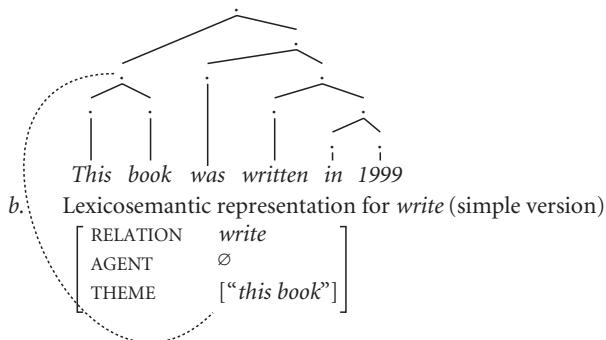 This book was written in 1999
b. Lexicosemantic representation for write (simple version)
RELATION write
AGENT ∅
THEME [“this book”]